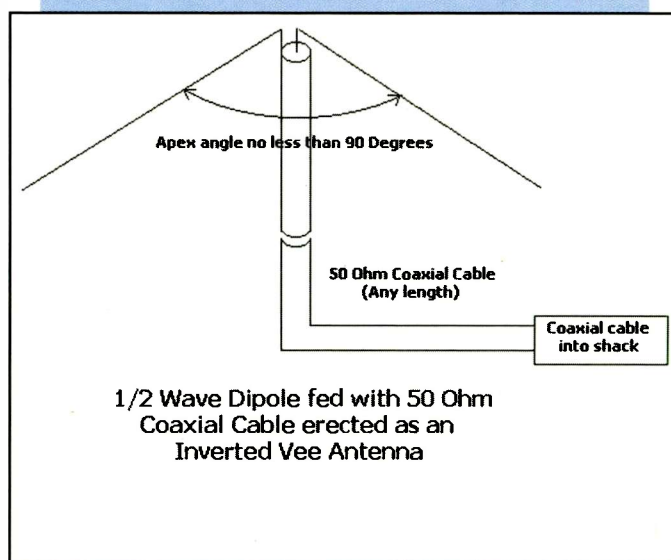 Apex angle no less than 90 Degrees
50 Ohm Coaxial Cable
(Any length)
Coaxial cable
into shack
1/2 Wave Dipole fed with 50 Ohm
Coaxial Cable erected as an
Inverted Vee Antenna